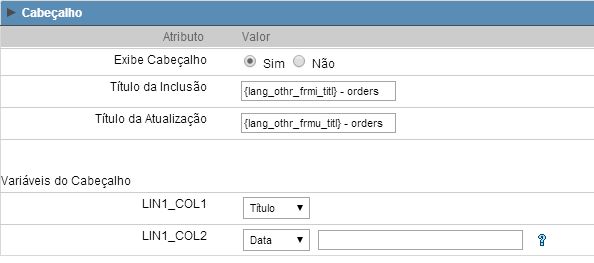 Cabeçalho
Atributo Valor
Exibe Cabeçalho Sim Não
Título da Inclusão {lang_othr_frmi_titl} - orders
Título da Atualização {lang_othr_frmu_titl} - orders
Variáveis do Cabeçalho
LIN1_COL1 Título
LIN1_COL2 Data ?